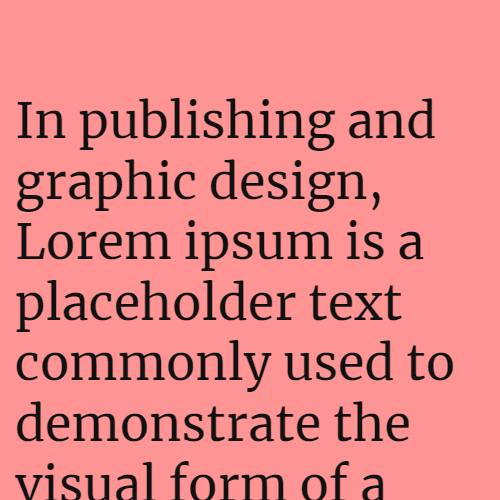 In publishing and
graphic design,
Lorem ipsum is a
placeholder text
commonly used to
demonstrate the
visual form of a